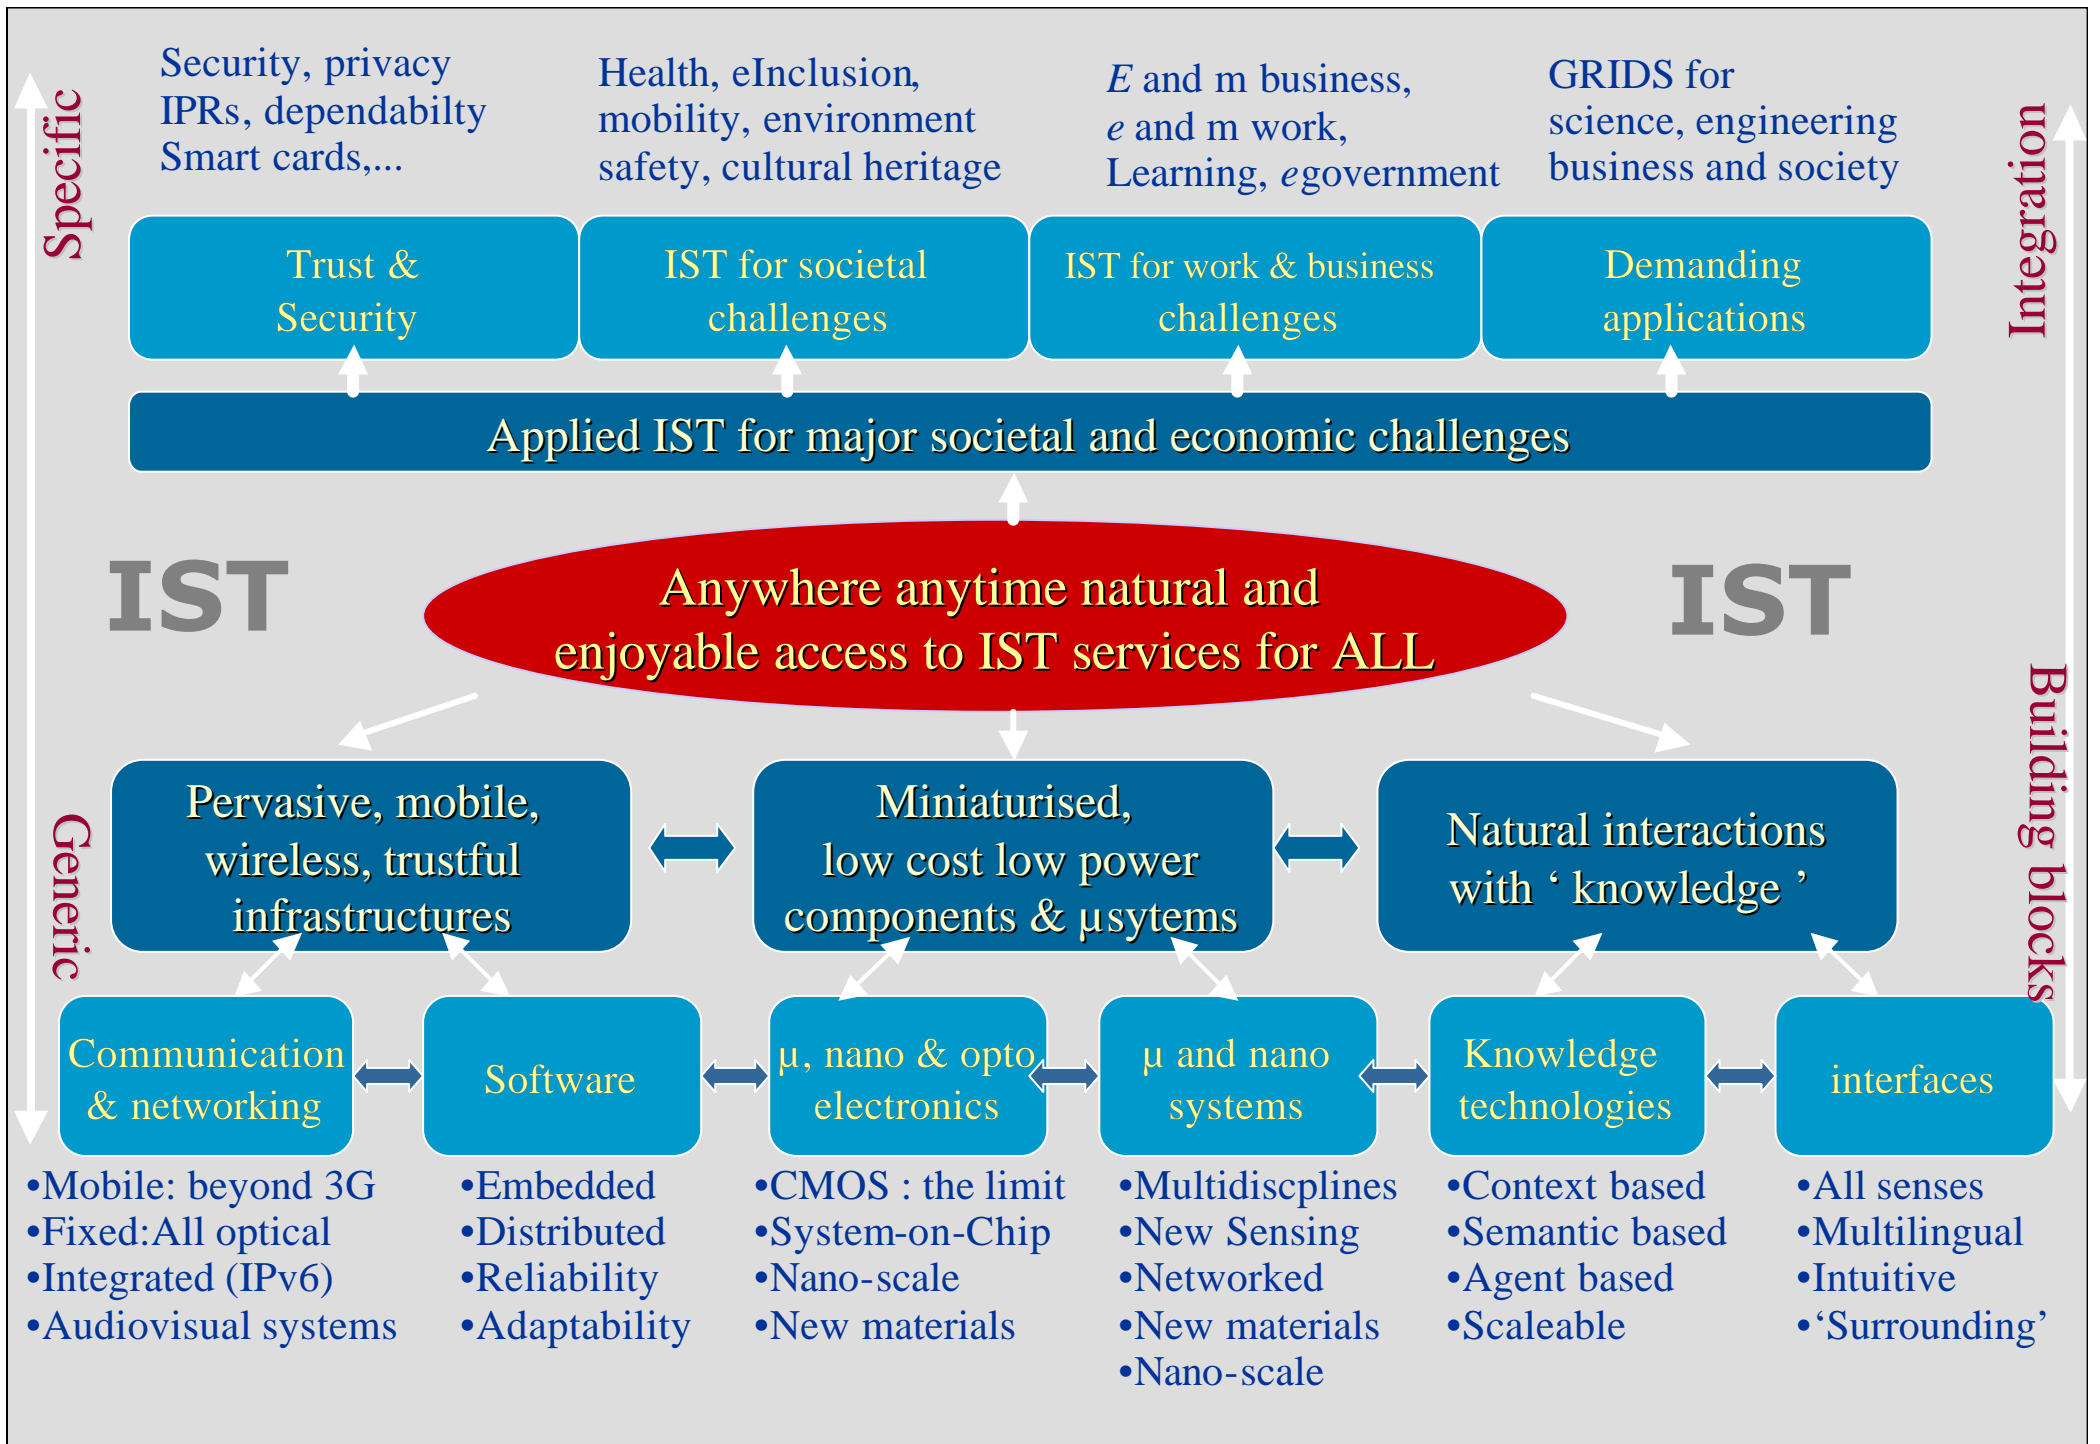 Specific
Security, privacy
IPRs, dependabilty
Smart cards,...
Health, eInclusion,
mobility, environment
safety, cultural heritage
E and m business,
e and m work,
Learning, egovernment
GRIDS for
science, engineering
business and society
Integration
Trust &
Security
IST for societal
challenges
IST for work & business
challenges
Demanding
applications
Applied IST for major societal and economic challenges
IST
Anywhere anytime natural and
enjoyable access to IST services for ALL
IST
Generic
Pervasive, mobile,
wireless, trustful
infrastructures
Miniaturised,
low cost low power
components & µsytems
Natural interactions
with ‘ knowledge ’
Building blocks
Communication
& networking
Software
µ, nano & opto
electronics
µ and nano
systems
Knowledge
technologies
interfaces
•Mobile: beyond 3G
•Fixed:All optical
•Integrated (IPv6)
•Audiovisual systems
•Embedded
•Distributed
•Reliability
•Adaptability
•CMOS : the limit
•System-on-Chip
•Nano-scale
•New materials
•Multidiscplines
•New Sensing
•Networked
•New materials
•Nano-scale
•Context based
•Semantic based
•Agent based
•Scaleable
•All senses
•Multilingual
•Intuitive
•‘Surrounding’